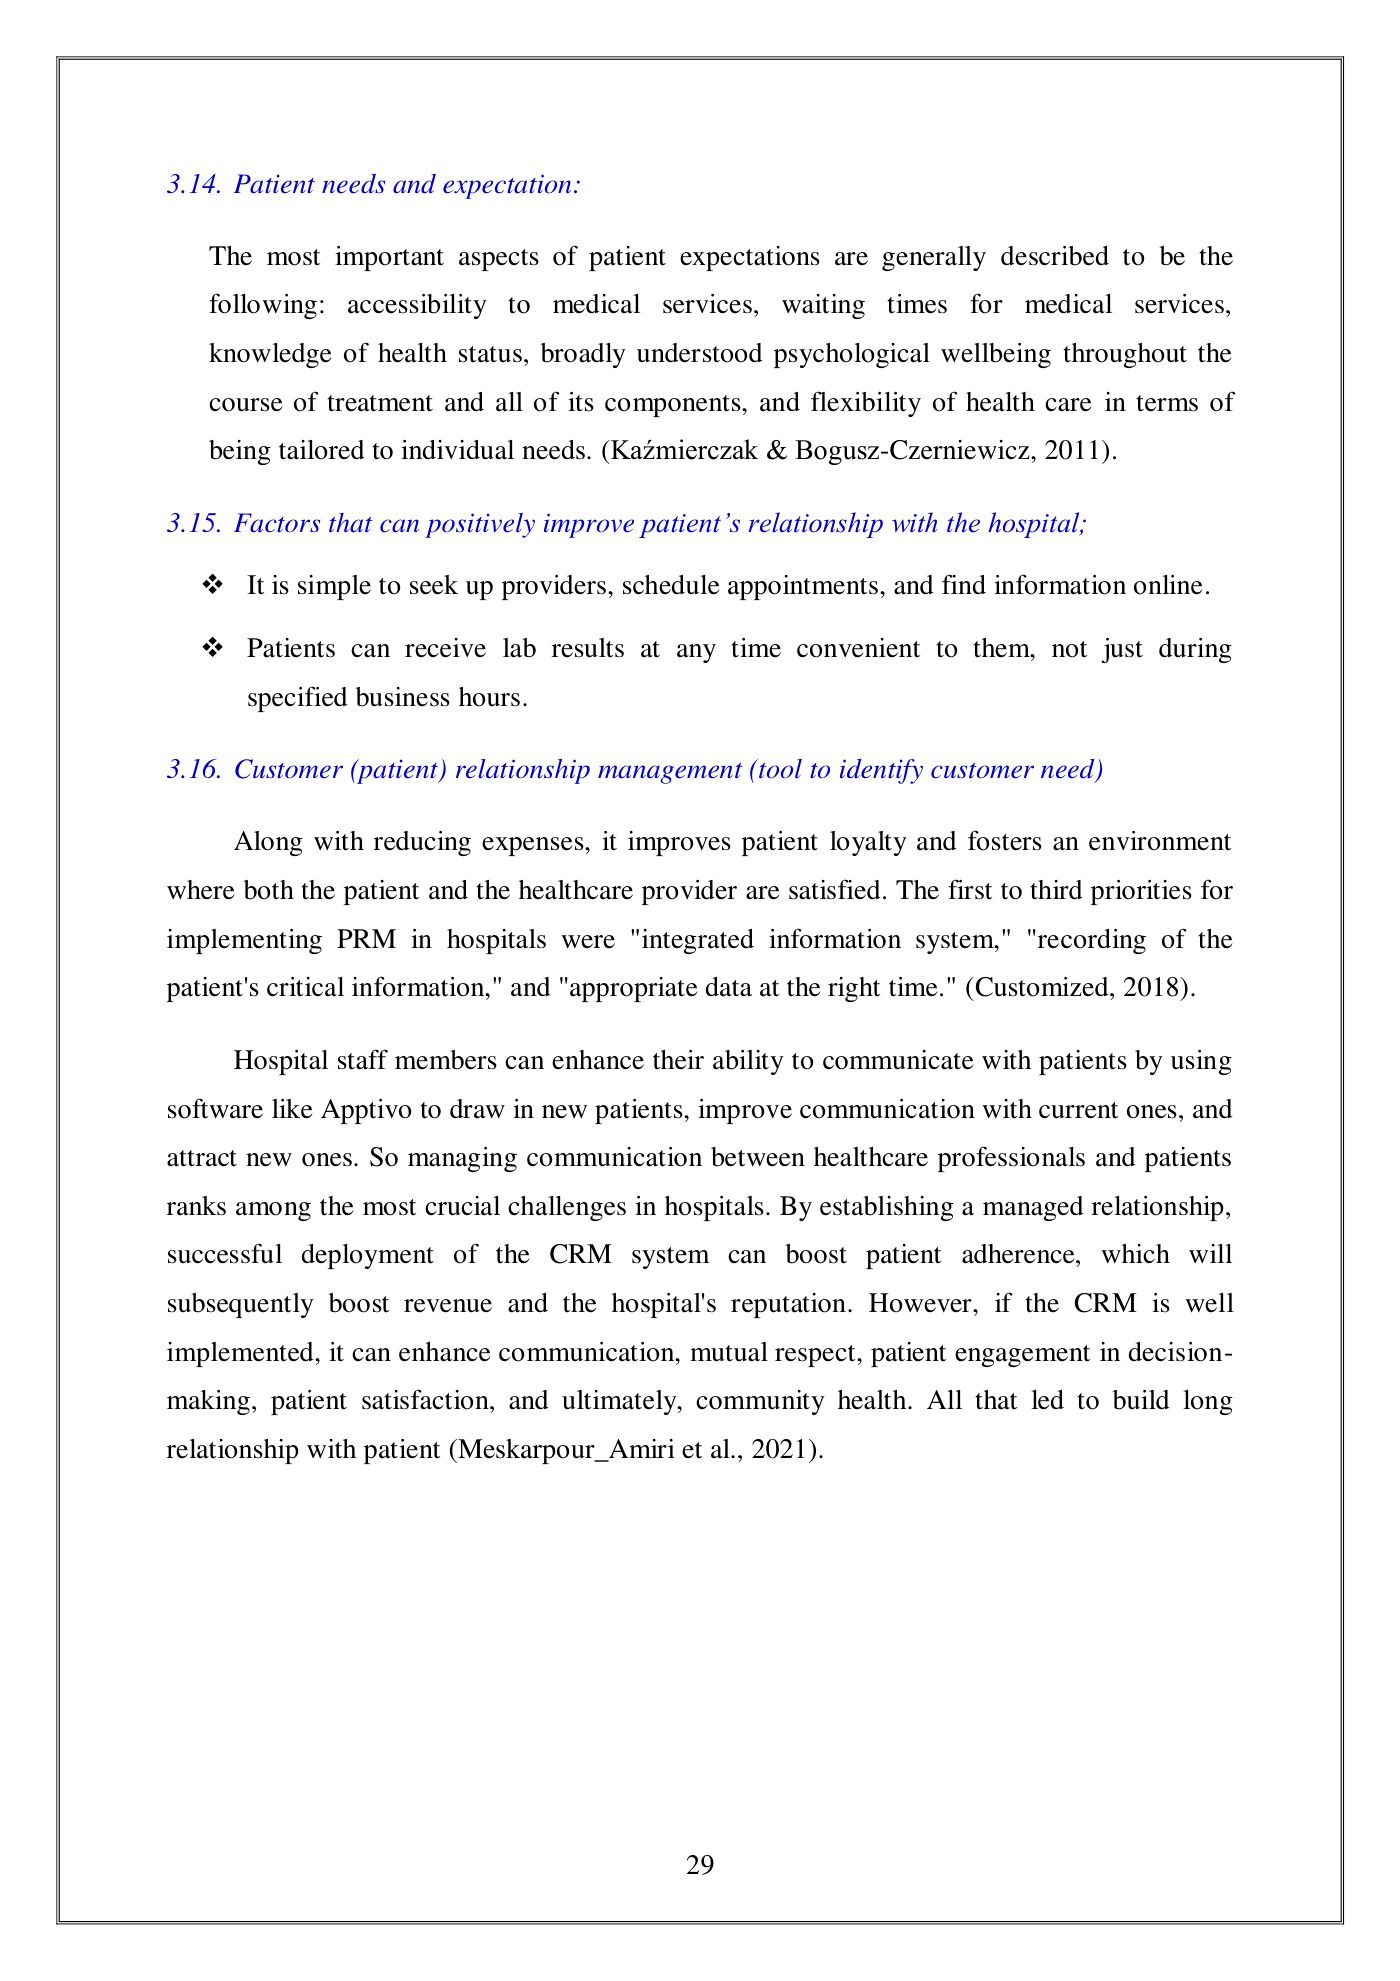 3.14. Patient needs and expectation:
The most important aspects of patient expectations are generally described to be the
following: accessibility to medical services, waiting times for medical services,
knowledge of health status, broadly understood psychological wellbeing throughout the
course of treatment and all of its components, and flexibility of health care in terms of
being tailored to individual needs. (Kaźmierczak & Bogusz-Czerniewicz, 2011).
3.15. Factors that can positively improve patient’s relationship with the hospital;
❖ It is simple to seek up providers, schedule appointments, and find information online.
❖ Patients can receive lab results at any time convenient to them, not just during
specified business hours.
3.16. Customer (patient) relationship management (tool to identify customer need)
Along with reducing expenses, it improves patient loyalty and fosters an environment
where both the patient and the healthcare provider are satisfied. The first to third priorities for
implementing PRM in hospitals were "integrated information system," "recording of the
patient's critical information," and "appropriate data at the right time." (Customized, 2018).
Hospital staff members can enhance their ability to communicate with patients by using
software like Apptivo to draw in new patients, improve communication with current ones, and
attract new ones. So managing communication between healthcare professionals and patients
ranks among the most crucial challenges in hospitals. By establishing a managed relationship,
successful deployment of the CRM system can boost patient adherence, which will
subsequently boost revenue and the hospital's reputation. However, if the CRM is well
implemented, it can enhance communication, mutual respect, patient engagement in decision-
making, patient satisfaction, and ultimately, community health. All that led to build long
relationship with patient (Meskarpour_Amiri et al., 2021).
29